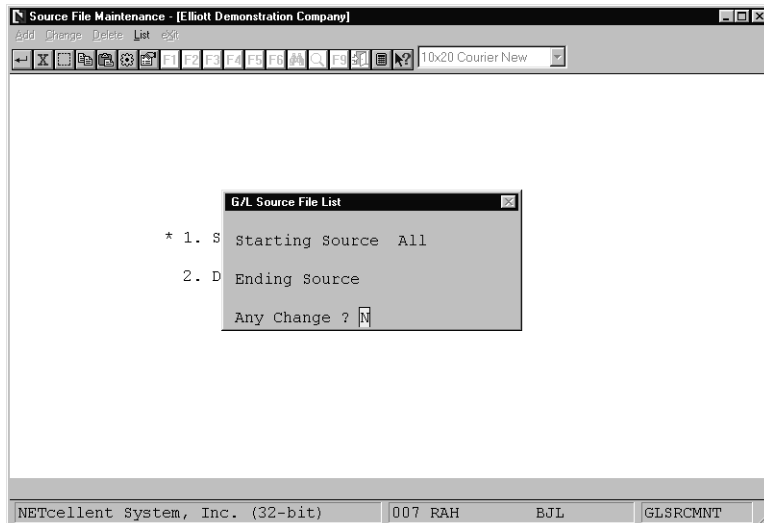 Source File Maintenance - [Elliott Demonstration Company]
Add Change Delete List eXit
F1 F2 F3 F4 F5 F6 F9 10x20 Courier New
G/L Source File List
* 1. S
Starting Source All
2. D
Ending Source
Any Change ? N
NETcellent System, Inc. (32-bit) 007 RAH BJL GLSRCMNT